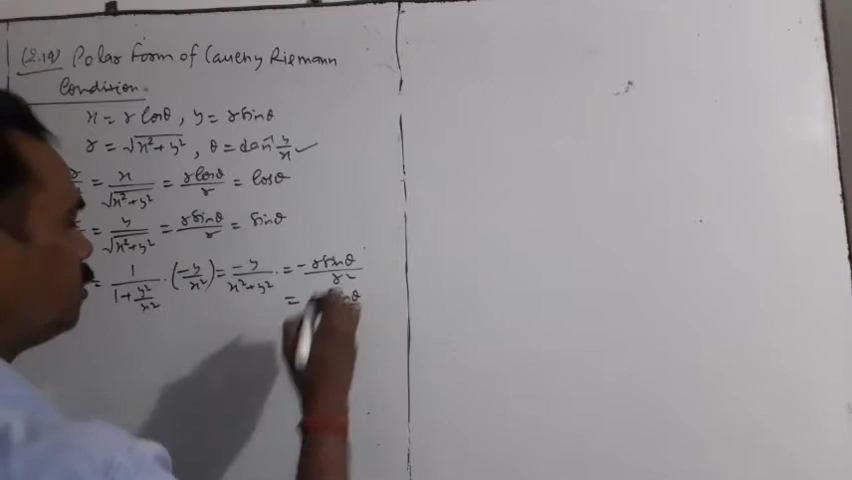 (2.19) Polar Form of Cauchy Riemann
Condition.
x = r cosθ, y = r sinθ
r = √x²+y², θ = tan⁻¹ y/x ✓
= x/√x²+y² = r cosθ/r = cosθ
= y/√x²+y² = r sinθ/r = sinθ
= 1/(1+y²/x²) · (-y/x²) = -y/(x²+y²) · = - r sinθ/r²
=